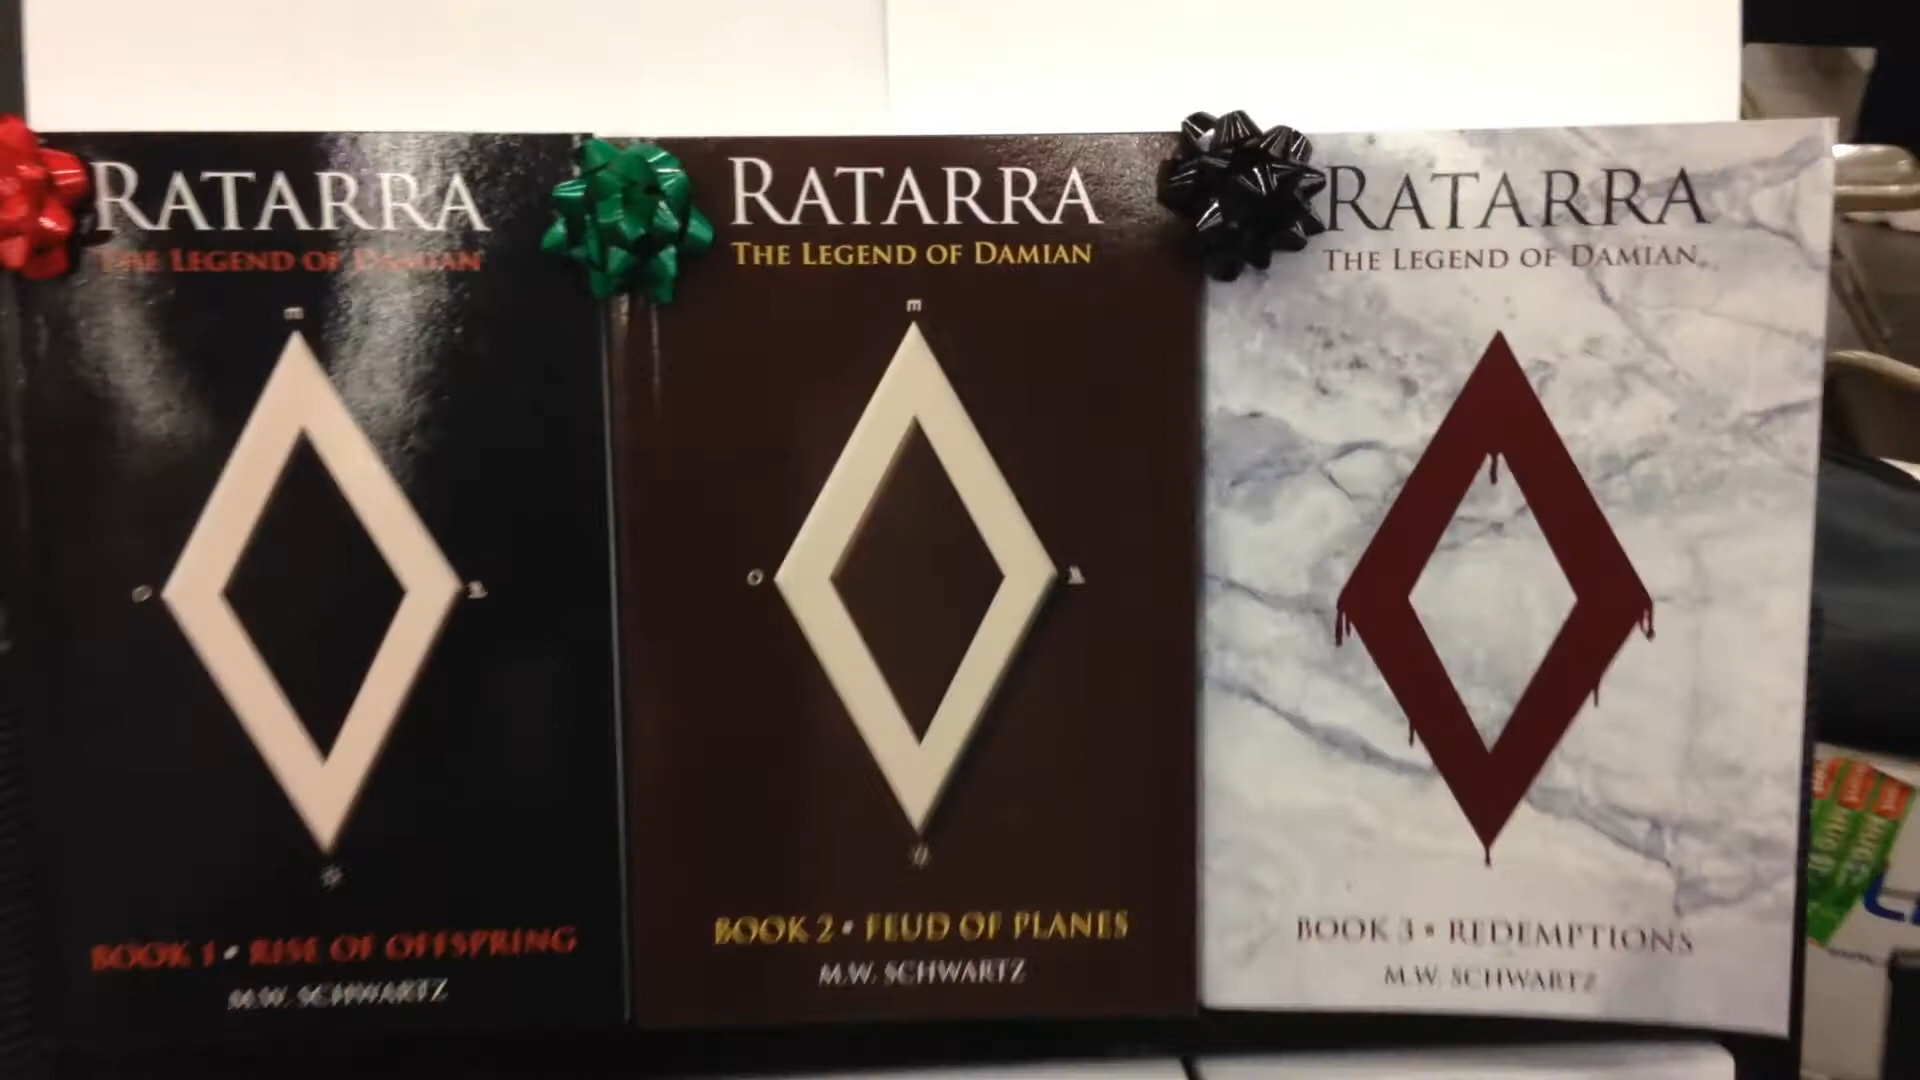 RATARRA
THE LEGEND OF DAMIAN
E
O
BOOK 1 • RISE OF OFFSPRING
M.W. SCHWARTZ
RATARRA
THE LEGEND OF DAMIAN
E
O
BOOK 2 • FEUD OF PLANES
M.W. SCHWARTZ
RATARRA
THE LEGEND OF DAMIAN
BOOK 3 • REDEMPTIONS
M.W. SCHWARTZ